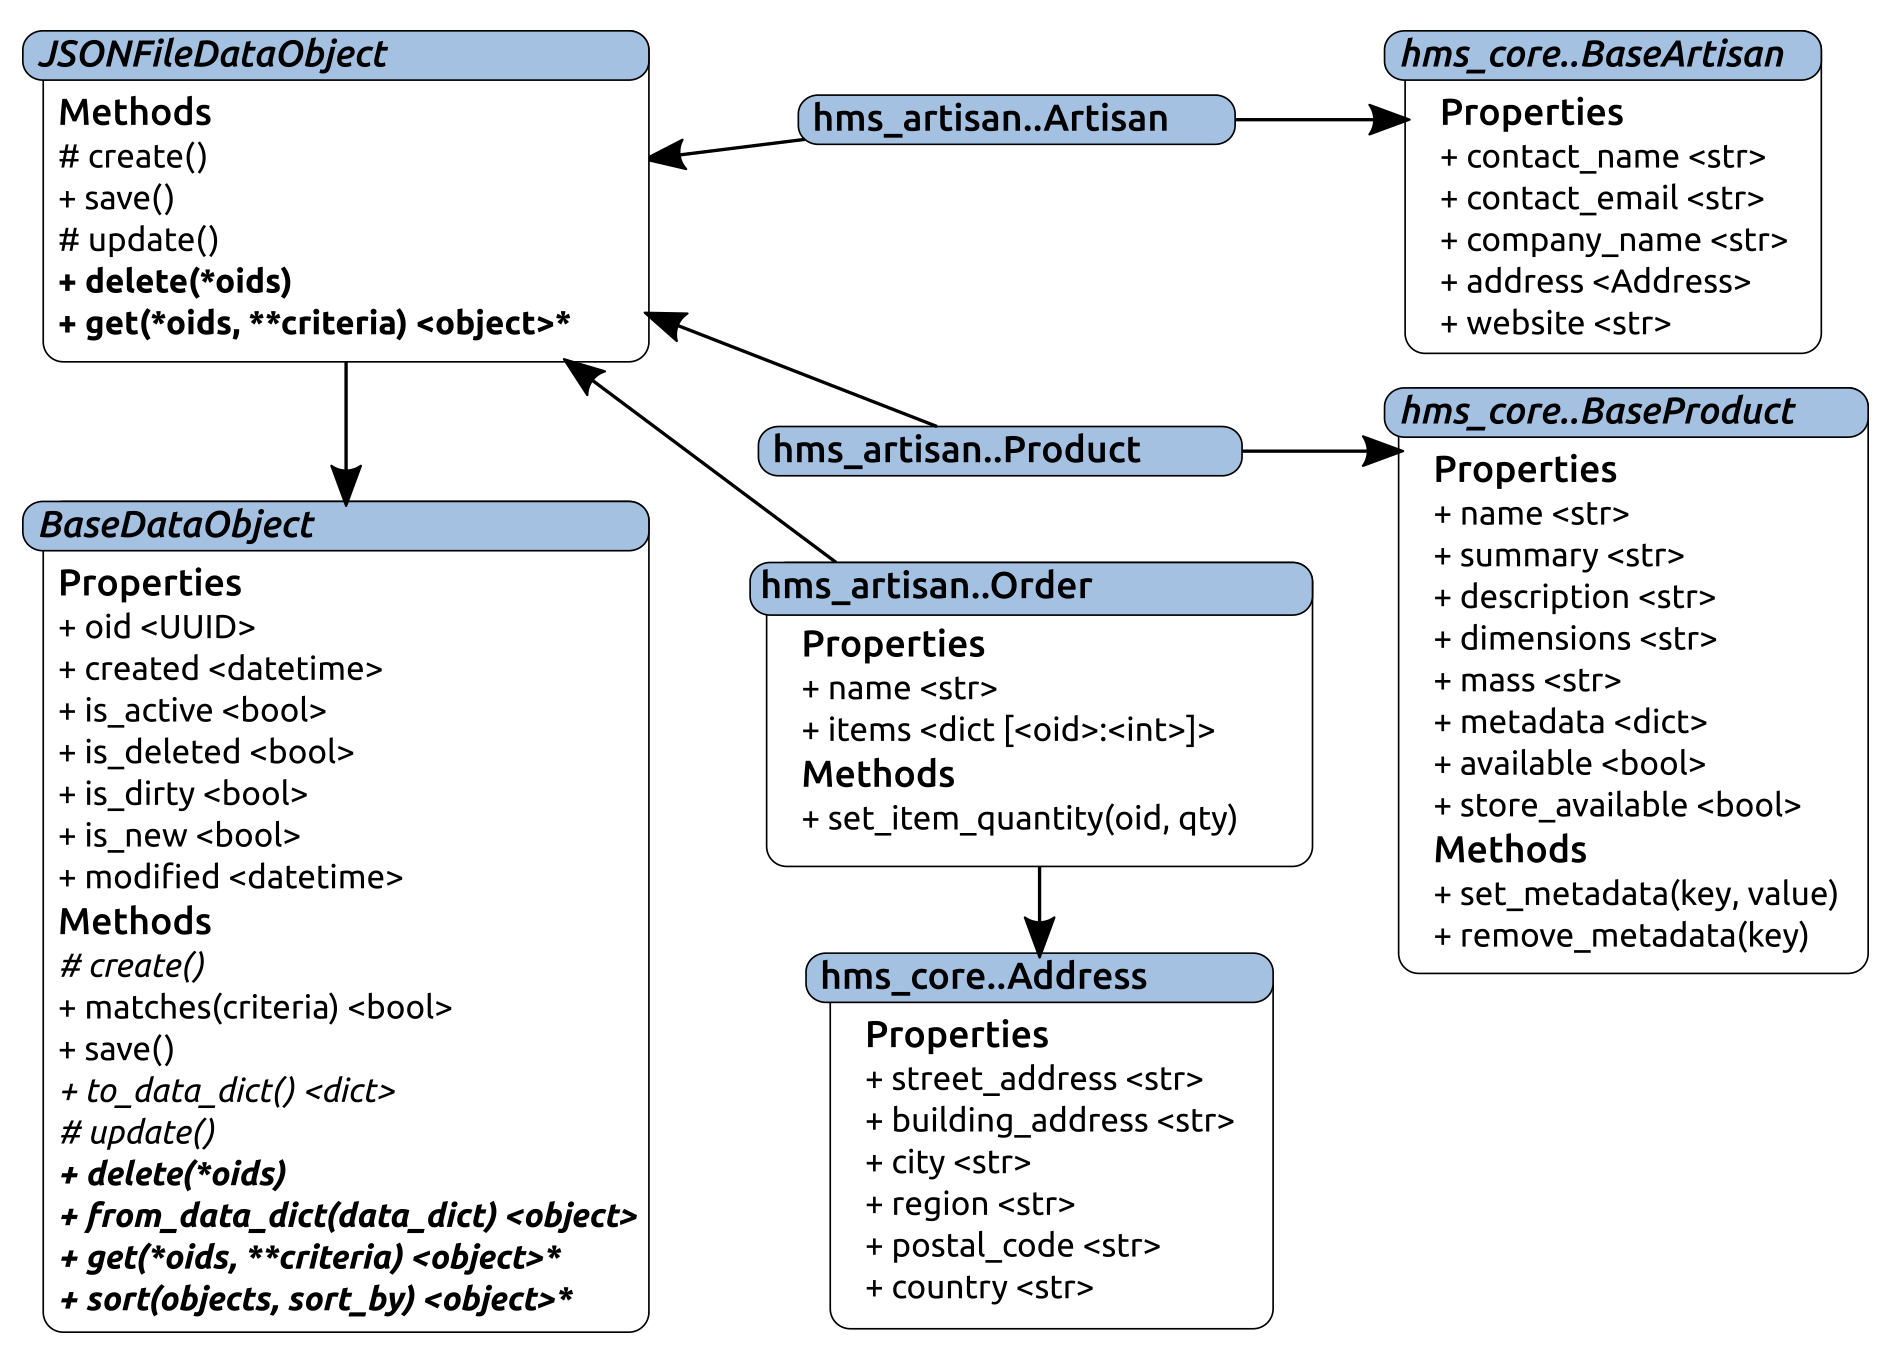 JSONFileDataObject
Methods
# create()
+ save()
# update()
+ delete(*oids)
+ get(*oids, **criteria) <object>*
BaseDataObject
Properties
+ oid <UUID>
+ created <datetime>
+ is_active <bool>
+ is_deleted <bool>
+ is_dirty <bool>
+ is_new <bool>
+ modified <datetime>
Methods
# create()
+ matches(criteria) <bool>
+ save()
+ to_data_dict() <dict>
# update()
+ delete(*oids)
+ from_data_dict(data_dict) <object>
+ get(*oids, **criteria) <object>*
+ sort(objects, sort_by) <object>*
hms_artisan..Artisan
hms_artisan..Product
hms_artisan..Order
Properties
+ name <str>
+ items <dict [<oid>:<int>]>
Methods
+ set_item_quantity(oid, qty)
hms_core..Address
Properties
+ street_address <str>
+ building_address <str>
+ city <str>
+ region <str>
+ postal_code <str>
+ country <str>
hms_core..BaseArtisan
Properties
+ contact_name <str>
+ contact_email <str>
+ company_name <str>
+ address <Address>
+ website <str>
hms_core..BaseProduct
Properties
+ name <str>
+ summary <str>
+ description <str>
+ dimensions <str>
+ mass <str>
+ metadata <dict>
+ available <bool>
+ store_available <bool>
Methods
+ set_metadata(key, value)
+ remove_metadata(key)